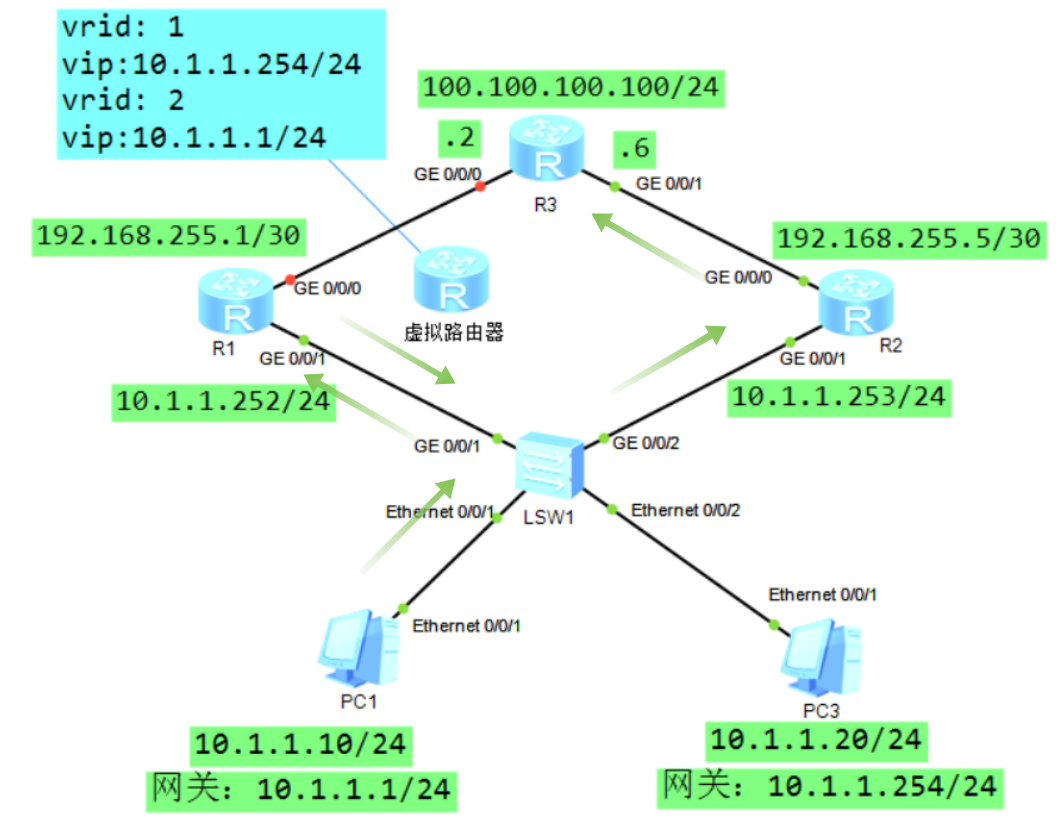 vrid: 1
vip:10.1.1.254/24
vrid: 2
vip:10.1.1.1/24
100.100.100.100/24
.2
.6
GE 0/0/0
GE 0/0/1
R
R3
192.168.255.1/30
192.168.255.5/30
GE 0/0/0
GE 0/0/0
R
R
R
虚拟路由器
R1
GE 0/0/1
R2
GE 0/0/1
10.1.1.252/24
10.1.1.253/24
GE 0/0/1
GE 0/0/2
Ethernet 0/0/1
LSW1
Ethernet 0/0/2
Ethernet 0/0/1
Ethernet 0/0/1
PC1
PC3
10.1.1.10/24
网关: 10.1.1.1/24
10.1.1.20/24
网关: 10.1.1.254/24